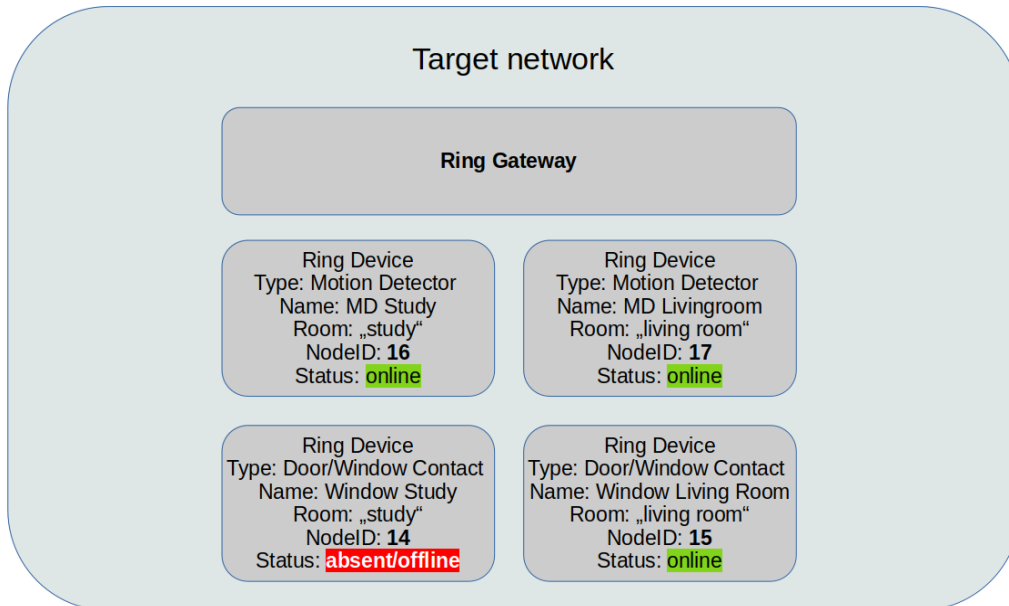 Target network
Ring Gateway
Ring Device
Type: Motion Detector
Name: MD Study
Room: „study“
NodeID: 16
Status: online
Ring Device
Type: Motion Detector
Name: MD Livingroom
Room: „living room“
NodeID: 17
Status: online
Ring Device
Type: Door/Window Contact
Name: Window Study
Room: „study“
NodeID: 14
Status: absent/offline
Ring Device
Type: Door/Window Contact
Name: Window Living Room
Room: „living room“
NodeID: 15
Status: online